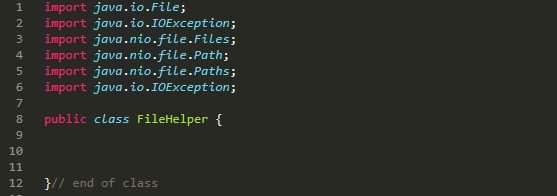 1 import java.io.File;
2 import java.io.IOException;
3 import java.nio.file.Files;
4 import java.nio.file.Path;
5 import java.nio.file.Paths;
6 import java.io.IOException;
7
8 public class FileHelper {
9
10
11
12 }// end of class